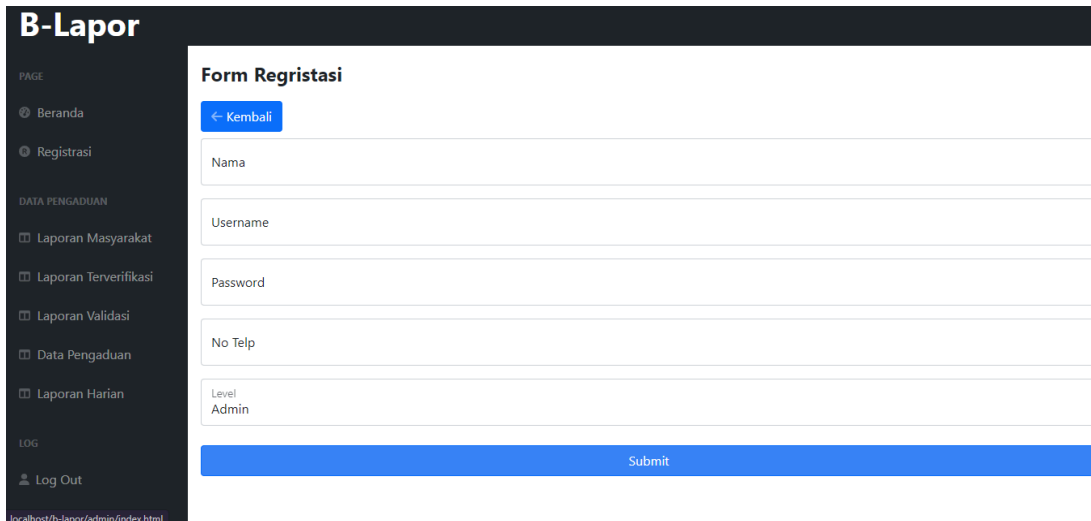 B-Lapor
PAGE
Beranda
Registrasi
DATA PENGADUAN
Laporan Masyarakat
Laporan Terverifikasi
Laporan Validasi
Data Pengaduan
Laporan Harian
LOG
Log Out
localhost/b-lapor/admin/index.html
Form Regristasi
← Kembali
Nama
Username
Password
No Telp
Level
Admin
Submit